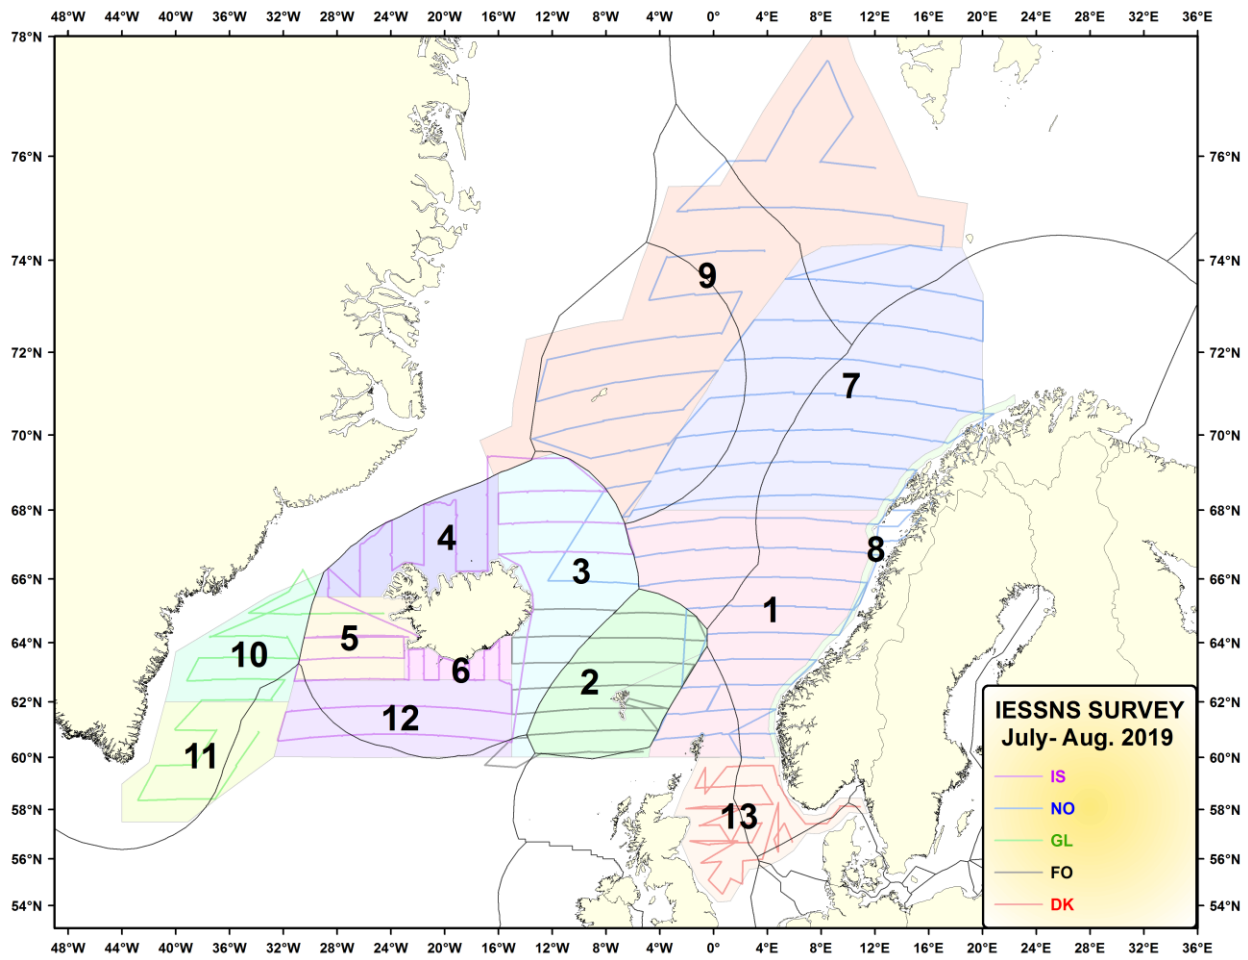 48°W 44°W 40°W 36°W 32°W 28°W 24°W 20°W 16°W 12°W 8°W 4°W 0° 4°E 8°E 12°E 16°E 20°E 24°E 28°E 32°E 36°E
78°N
76°N 76°N
74°N 74°N
9
72°N 72°N
7
70°N 70°N
68°N 68°N
4
8
3
66°N 66°N
1
5
64°N 64°N
10
6
2
62°N 62°N
12
IESSNS SURVEY
July- Aug. 2019
11
60°N 60°N
IS
NO
58°N 58°N
13
GL
56°N 56°N
FO
DK
54°N 54°N
48°W 44°W 40°W 36°W 32°W 28°W 24°W 20°W 16°W 12°W 8°W 4°W 0° 4°E 8°E 12°E 16°E 20°E 24°E 28°E 32°E 36°E